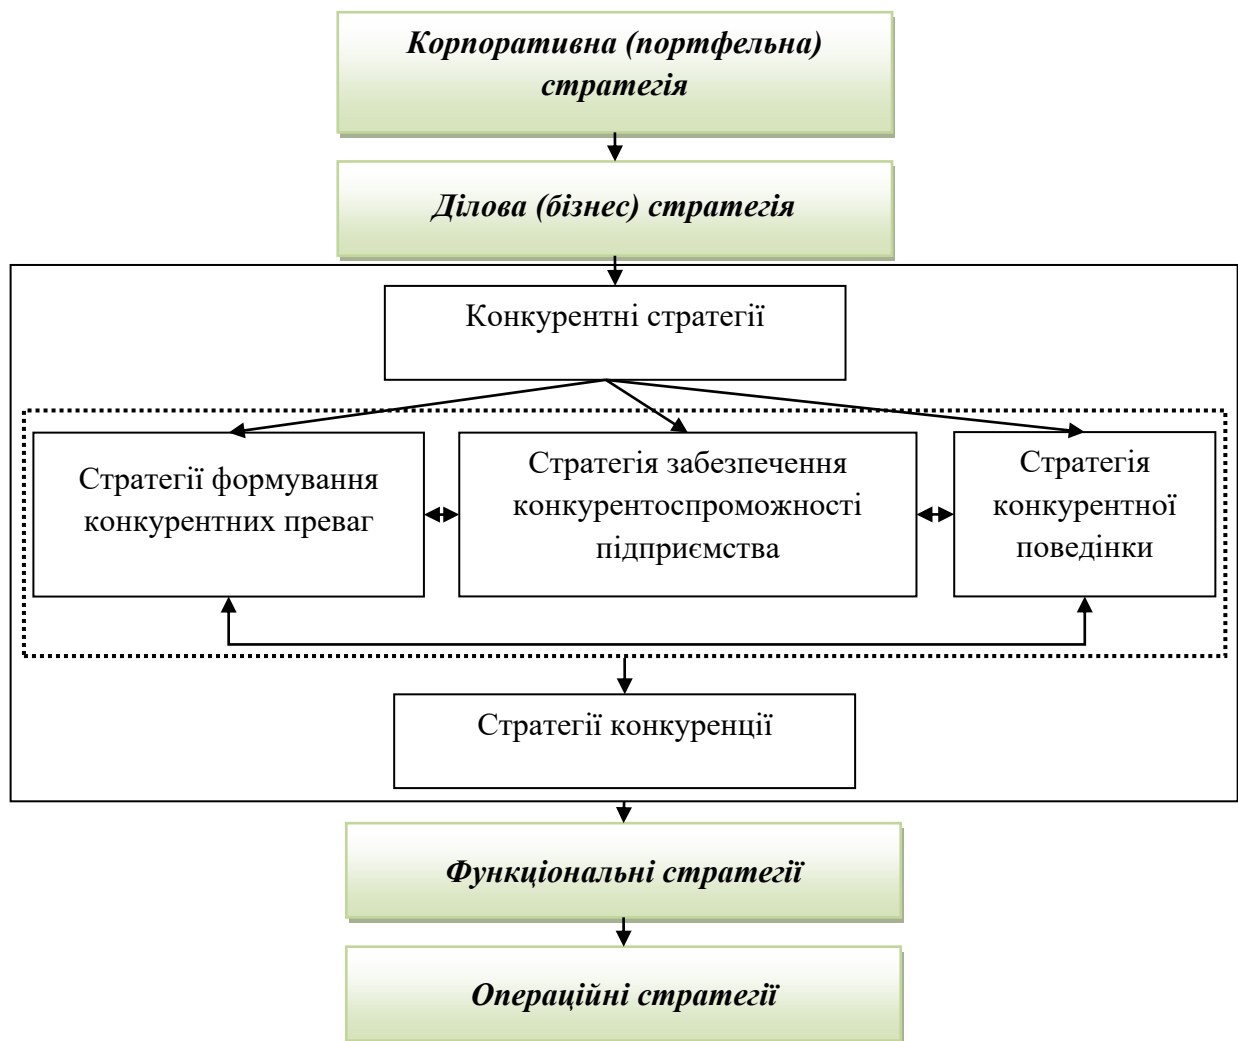 Корпоративна (портфельна)
стратегія
Ділова (бізнес) стратегія
Конкурентні стратегії
Стратегії формування
конкурентних преваг
Стратегія забезпечення
конкурентоспроможності
підприємства
Стратегія
конкурентної
поведінки
Стратегії конкуренції
Функціональні стратегії
Операційні стратегії